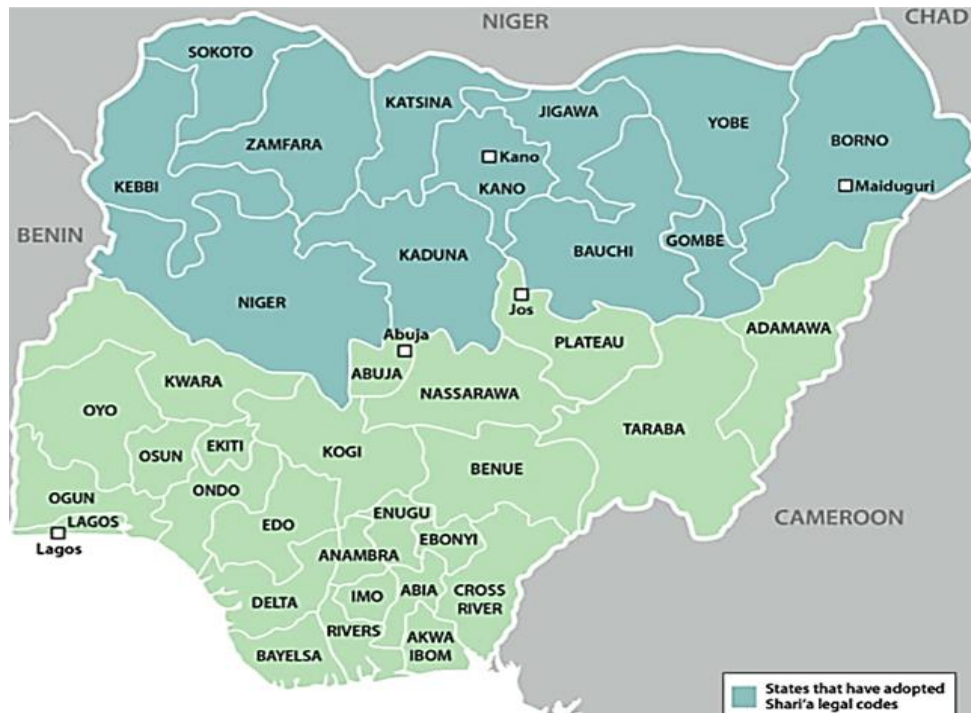 NIGER
CHAD
SOKOTO
KATSINA
JIGAWA
YOBE
ZAMFARA
BORNO
Kano
KEBBI
KANO
Maiduguri
BENIN
GOMBE
BAUCHI
KADUNA
NIGER
Jos
ADAMAWA
Abuja
PLATEAU
ABUJA
KWARA
NASSARAWA
OYO
TARABA
EKITI
KOGI
OSUN
BENUE
ONDO
OGUN
ENUGU
LAGOS
EDO
CAMEROON
EBONYI
Lagos
ANAMBRA
ABIA
CROSS
RIVER
IMO
DELTA
RIVERS
AKWA
IBOM
BAYELSA
States that have adopted
Shari'a legal codes